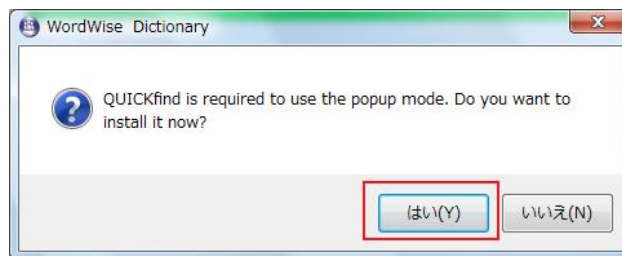 WordWise Dictionary
QUICKfind is required to use the popup mode. Do you want to
install it now?
はい(Y)
いいえ(N)